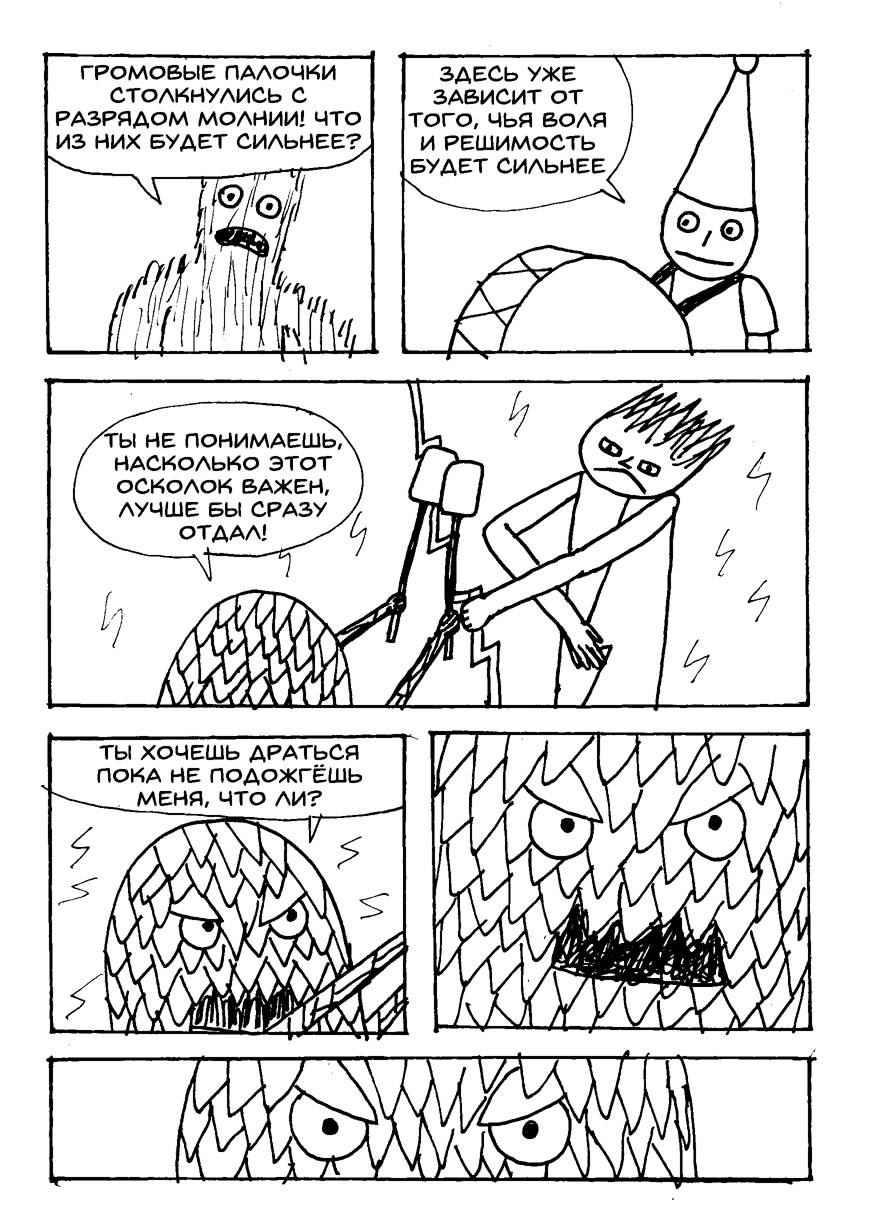 ГРОМОВЫЕ ПАЛОЧКИ
СТОЛКНУЛИСЬ С
РАЗРЯДОМ МОЛНИИ! ЧТО
ИЗ НИХ БУДЕТ СИЛЬНЕЕ?
ЗДЕСЬ УЖЕ
ЗАВИСИТ ОТ
ТОГО, ЧЬЯ ВОЛЯ
И РЕШИМОСТЬ
БУДЕТ СИЛЬНЕЕ
ТЫ НЕ ПОНИМАЕШЬ,
НАСКОЛЬКО ЭТОТ
ОСКОЛОК ВАЖЕН,
ЛУЧШЕ БЫ СРАЗУ
ОТДАЛ!
ТЫ ХОЧЕШЬ ДРАТЬСЯ
ПОКА НЕ ПОДОЖГЁШЬ
МЕНЯ, ЧТО ЛИ?